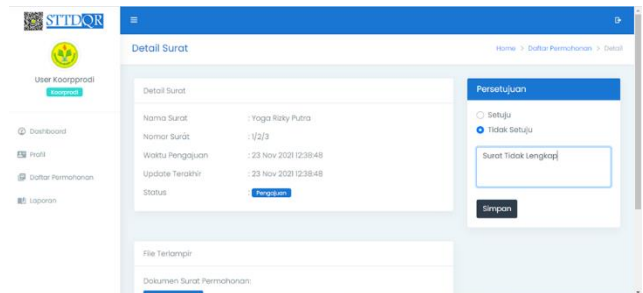 STTDQR
User Koorpprodi
Koorprodi
Dashboard
Profil
Daftar Permohonan
Laporan
Detail Surat
Home > Daftar Permohonan > Detail
Detail Surat
Nama Surat : Yoga Rizky Putra
Nomor Surat : 1/2/3
Waktu Pengajuan : 23 Nov 2021 12:38:48
Update Terakhir : 23 Nov 2021 12:38:48
Status : Pengajuan
Persetujuan
Setuju
Tidak Setuju
Surat Tidak Lengkap
Simpan
File Terlampir
Dokumen Surat Permohonan: